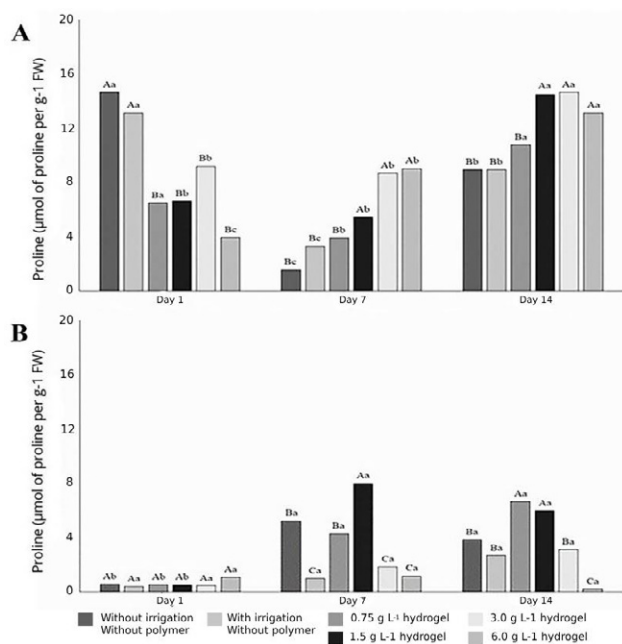 A
Proline (µmol of proline per g-1 FW)
20
16
12
8
4
0
Aa Aa Ba Bb Bb Bb
Bc Bc Bb Ab Ab Ab
Bb Bb Ba Aa Aa Aa
Day 1 Day 7 Day 14
B
Proline (µmol of proline per g-1 FW)
20
16
12
8
4
0
Ab Aa Ab Ab Aa Aa
Ba Ca Ba Aa Ca Ca
Ba Ba Aa Aa Ba Ca
Day 1 Day 7 Day 14
Without irrigation With irrigation 0.75 g L-¹ hydrogel 3.0 g L-1 hydrogel
Without polymer Without polymer 1.5 g L-1 hydrogel 6.0 g L-1 hydrogel